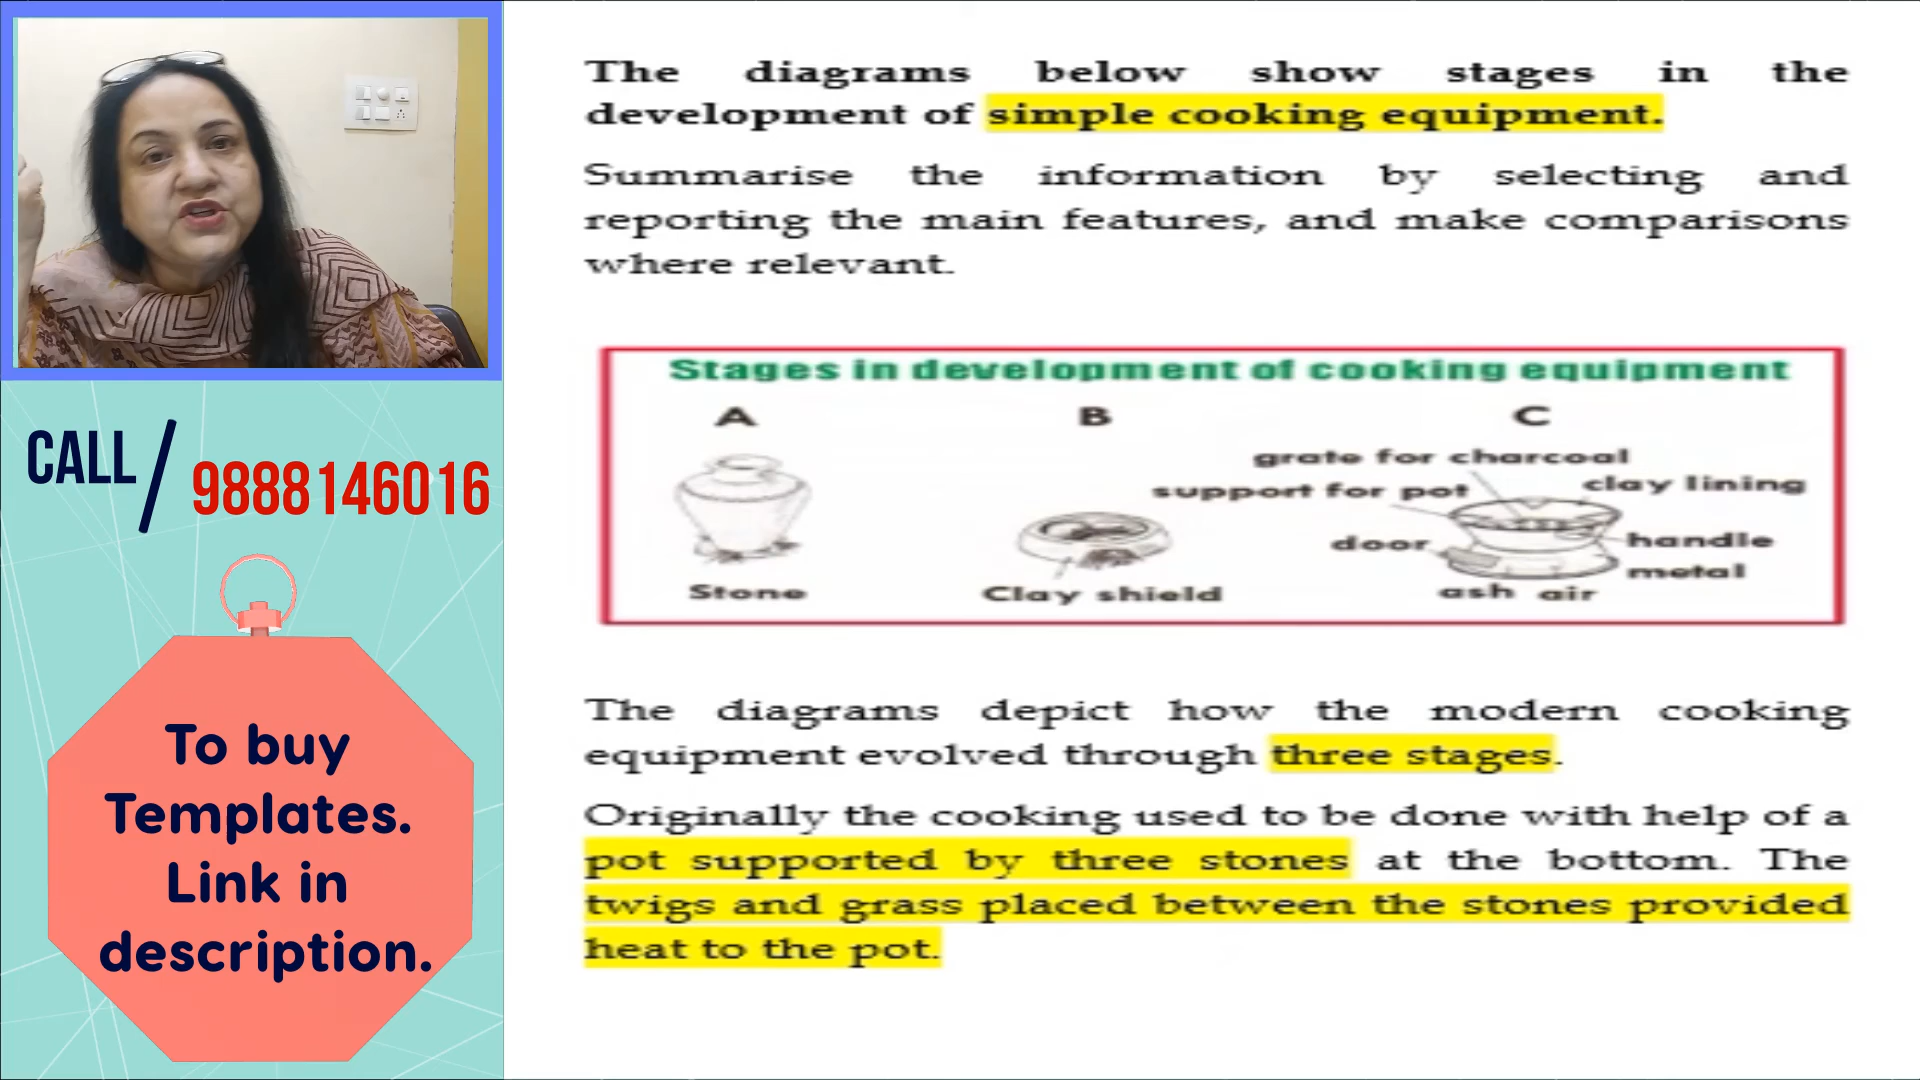 The diagrams below show stages in the
development of simple cooking equipment.
Summarise the information by selecting and
reporting the main features, and make comparisons
where relevant.
Stages in development of cooking equipment
A B C
grate for charcoal
support for pot clay lining
door handle
metal
Stone Clay shield ash air
The diagrams depict how the modern cooking
equipment evolved through three stages.
Originally the cooking used to be done with help of a
pot supported by three stones at the bottom. The
twigs and grass placed between the stones provided
heat to the pot.
CALL/ 9888146016
To buy
Templates.
Link in
description.